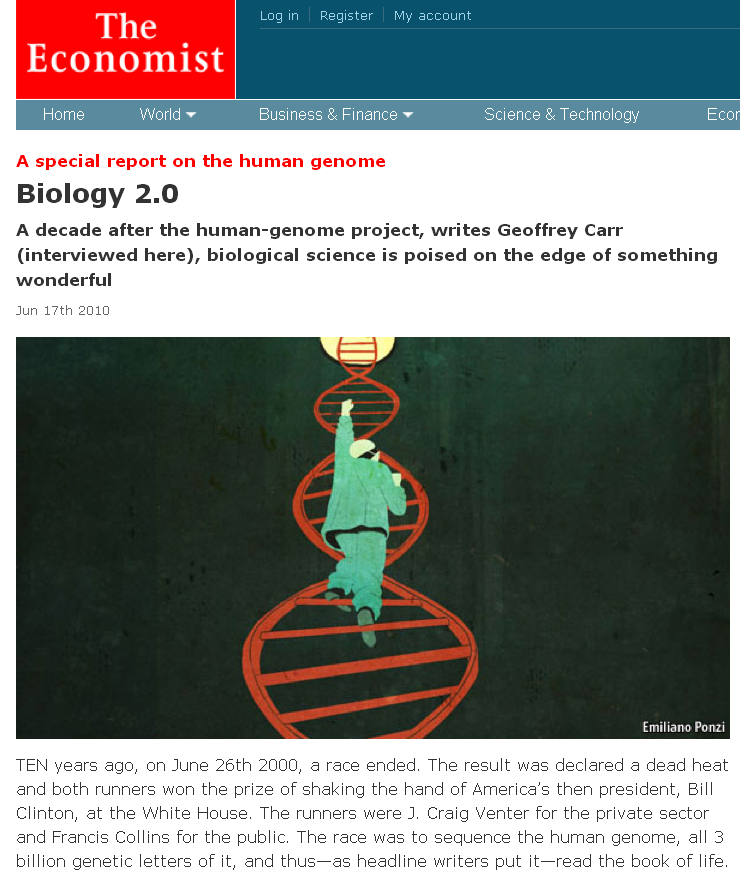 The
Economist
Log in Register My account
Home World Business & Finance Science & Technology Econ
A special report on the human genome
Biology 2.0
A decade after the human-genome project, writes Geoffrey Carr
(interviewed here), biological science is poised on the edge of something
wonderful
Jun 17th 2010
Emiliano Ponzi
TEN years ago, on June 26th 2000, a race ended. The result was declared a dead heat
and both runners won the prize of shaking the hand of America's then president, Bill
Clinton, at the White House. The runners were J. Craig Venter for the private sector
and Francis Collins for the public. The race was to sequence the human genome, all 3
billion genetic letters of it, and thus—as headline writers put it—read the book of life.